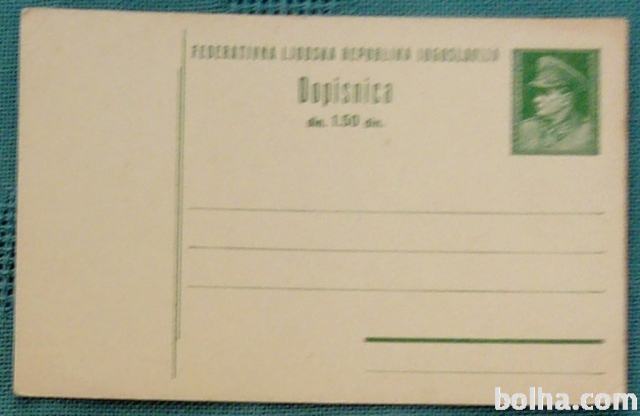 FEDERATIVNA LJUDSKA REPUBLIKA JUGOSLAVIJA
Dopisnica
din. 1.50 din.
bolha.com